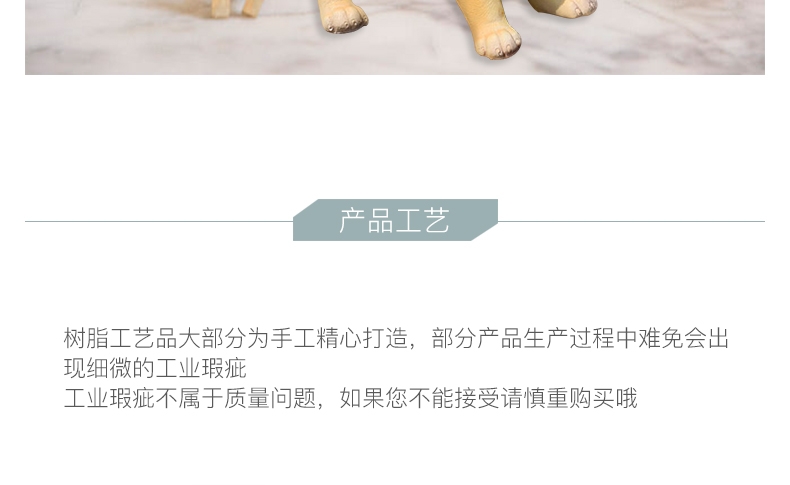 产品工艺
树脂工艺品大部分为手工精心打造，部分产品生产过程中难免会出
现细微的工业瑕疵
工业瑕疵不属于质量问题，如果您不能接受请慎重购买哦